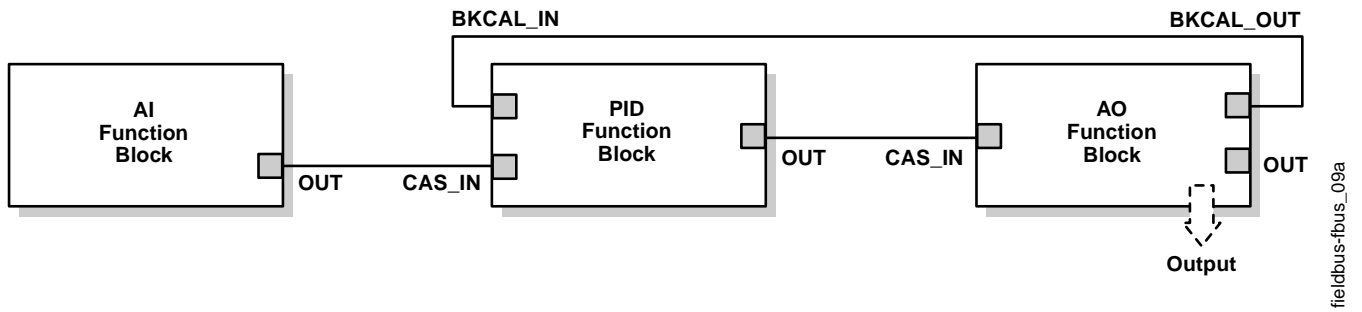 BKCAL_IN
BKCAL_OUT
AI
Function
Block
PID
Function
Block
AO
Function
Block
OUT
CAS_IN
OUT
CAS_IN
OUT
Output
fieldbus-fbus_09a